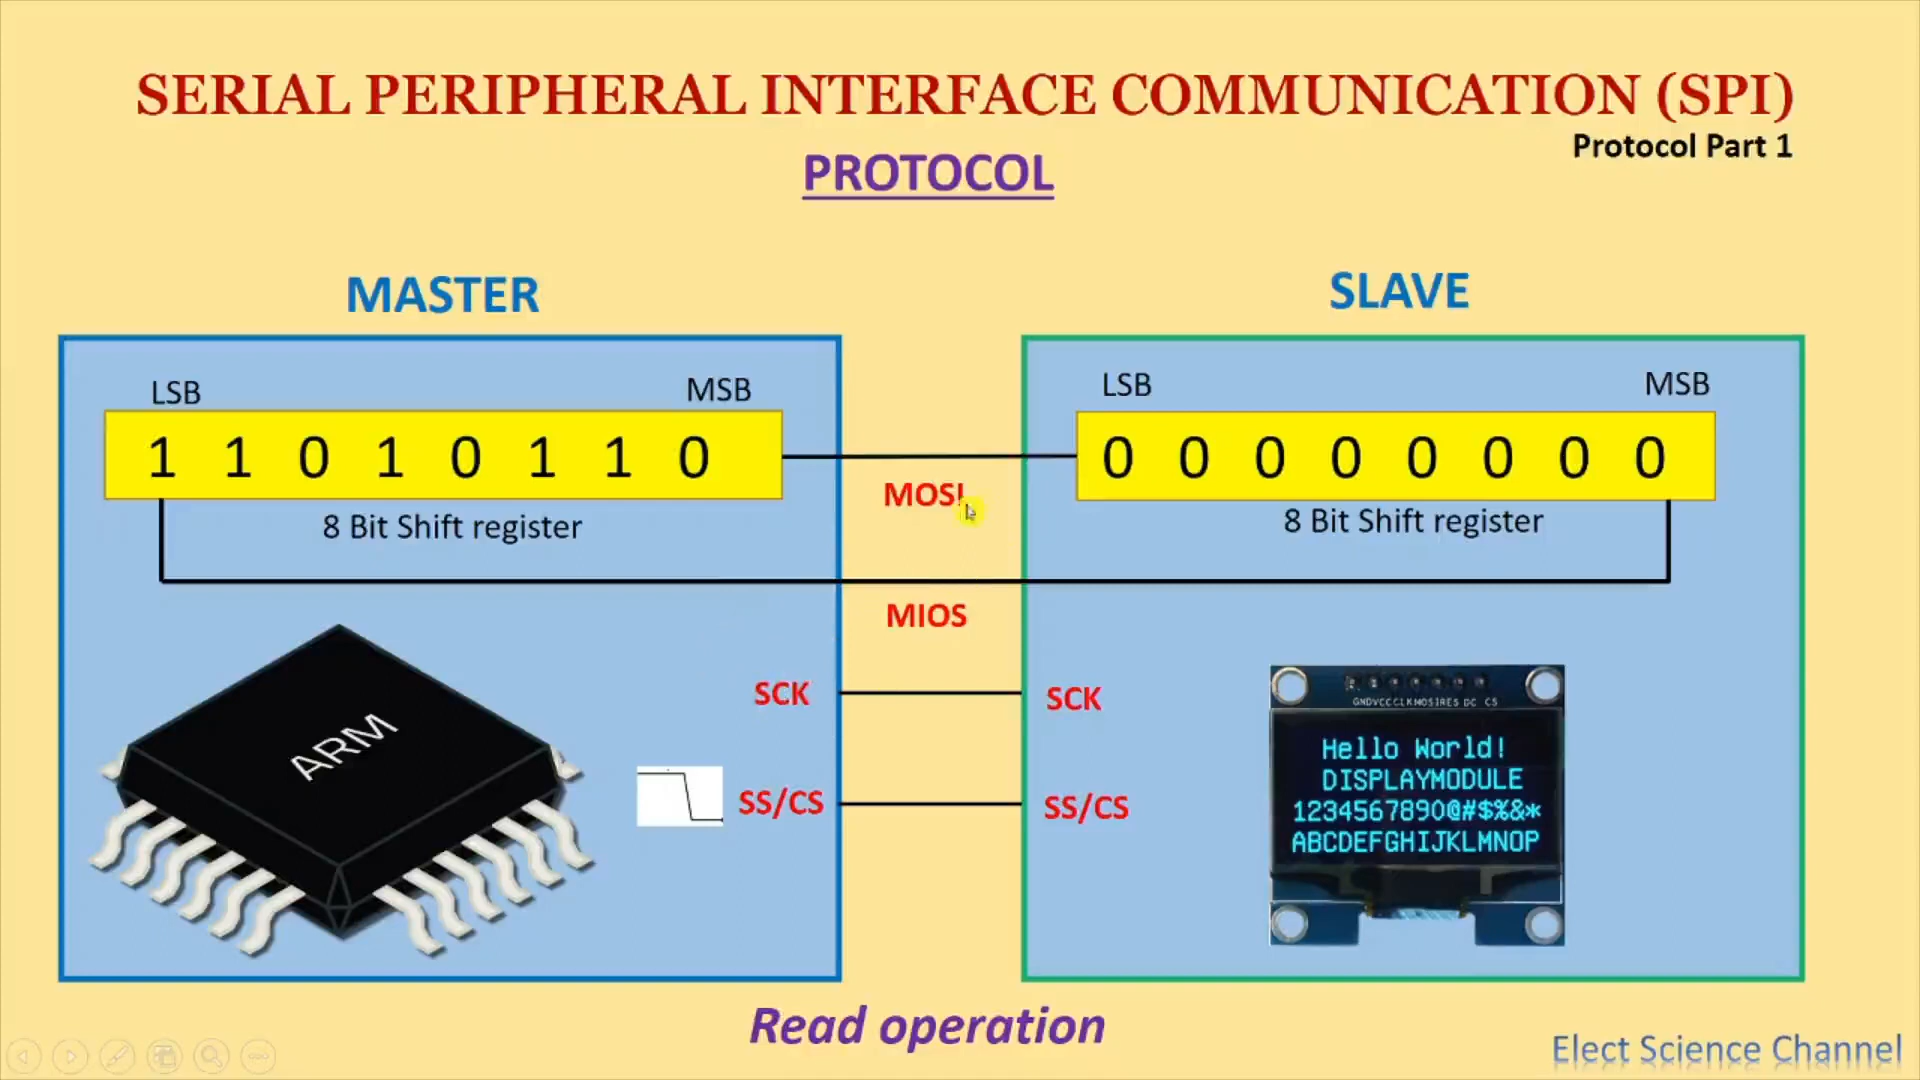 SERIAL PERIPHERAL INTERFACE COMMUNICATION (SPI)
Protocol Part 1
PROTOCOL
MASTER
SLAVE
LSB MSB
LSB MSB
1 1 0 1 0 1 1 0
0 0 0 0 0 0 0 0
MOSI
8 Bit Shift register
8 Bit Shift register
MIOS
SCK
SCK
ARM
SS/CS
SS/CS
GNDVCCCLKMOSIRES DC CS
Hello World!
DISPLAYMODULE
1234567890@#$%&*
ABCDEFGHIJKLMNOP
Read operation
Elect Science Channel